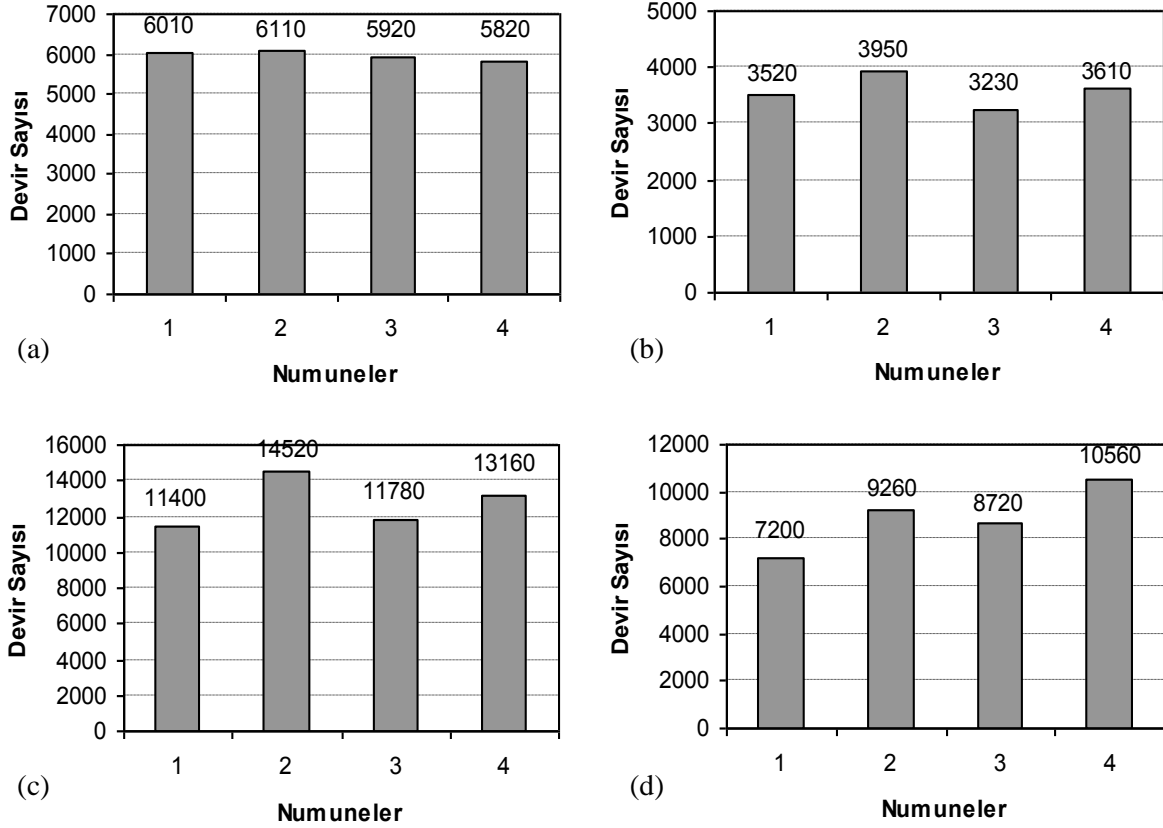 7000
6000
5000
4000
3000
2000
1000
0
Devir Sayısı
6010 6110 5920 5820
1 2 3 4
Numuneler
(a)
5000
4000
3000
2000
1000
0
Devir Sayısı
3520 3950 3230 3610
1 2 3 4
Numuneler
(b)
16000
14000
12000
10000
8000
6000
4000
2000
0
Devir Sayısı
11400 14520 11780 13160
1 2 3 4
Numuneler
(c)
12000
10000
8000
6000
4000
2000
0
Devir Sayısı
7200 9260 8720 10560
1 2 3 4
Numuneler
(d)